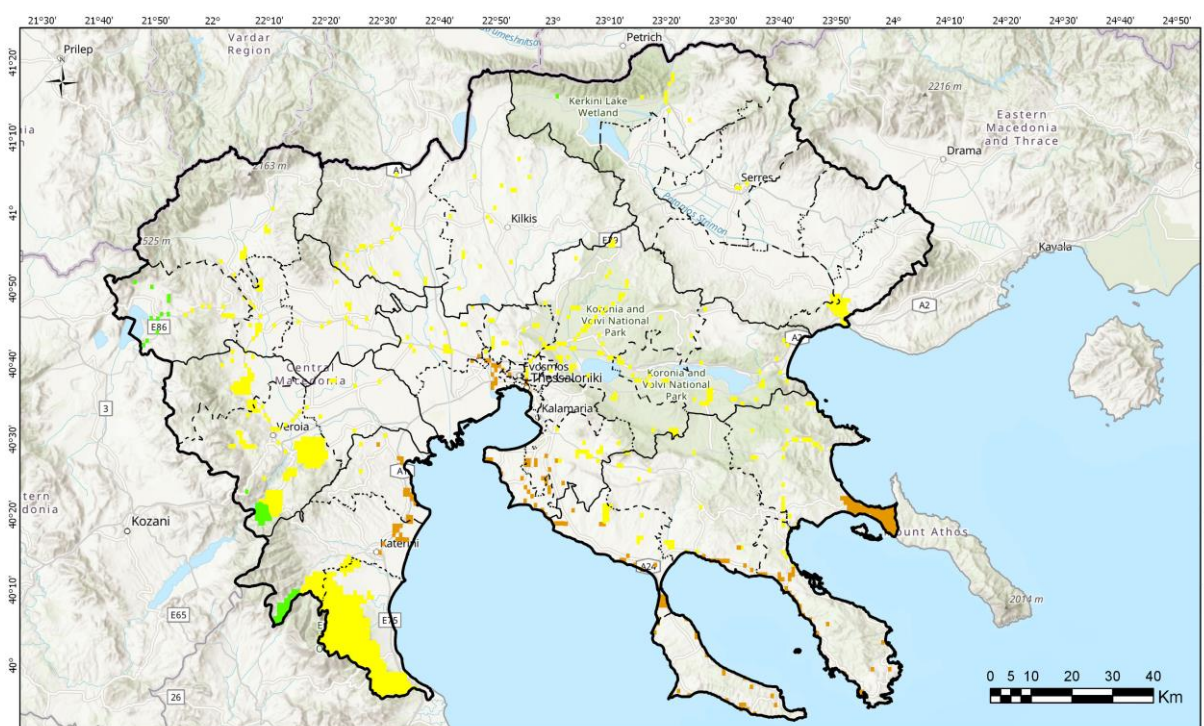 21°30' 21°40' 21°50' 22° 22°10' 22°20' 22°30' 22°40' 22°50' 23° 23°10' 23°20' 23°30' 23°40' 23°50' 24° 24°10' 24°20' 24°30' 24°40' 24°50'
41°20'
41°10'
41°
40°50'
40°40'
40°30'
40°20'
40°10'
40°
Prilep
Vardar
Region
Petrich
2216 m
Kerkini Lake
Wetland
Eastern
Macedonia
and Thrace
Drama
2163 m
A1
Serres
Kilkis
2525 m
Kavala
A2
Koronia and
Volvi National
Park
E86
Central
Macedonia
Evosmos
Thessaloniki
Koronia and
Volvi National
Park
3
Kalamaria
Veroia
Kozani
Mount Athos
Katerini
A24
E65
E75
2014 m
26
0 5 10 20 30 40
Km